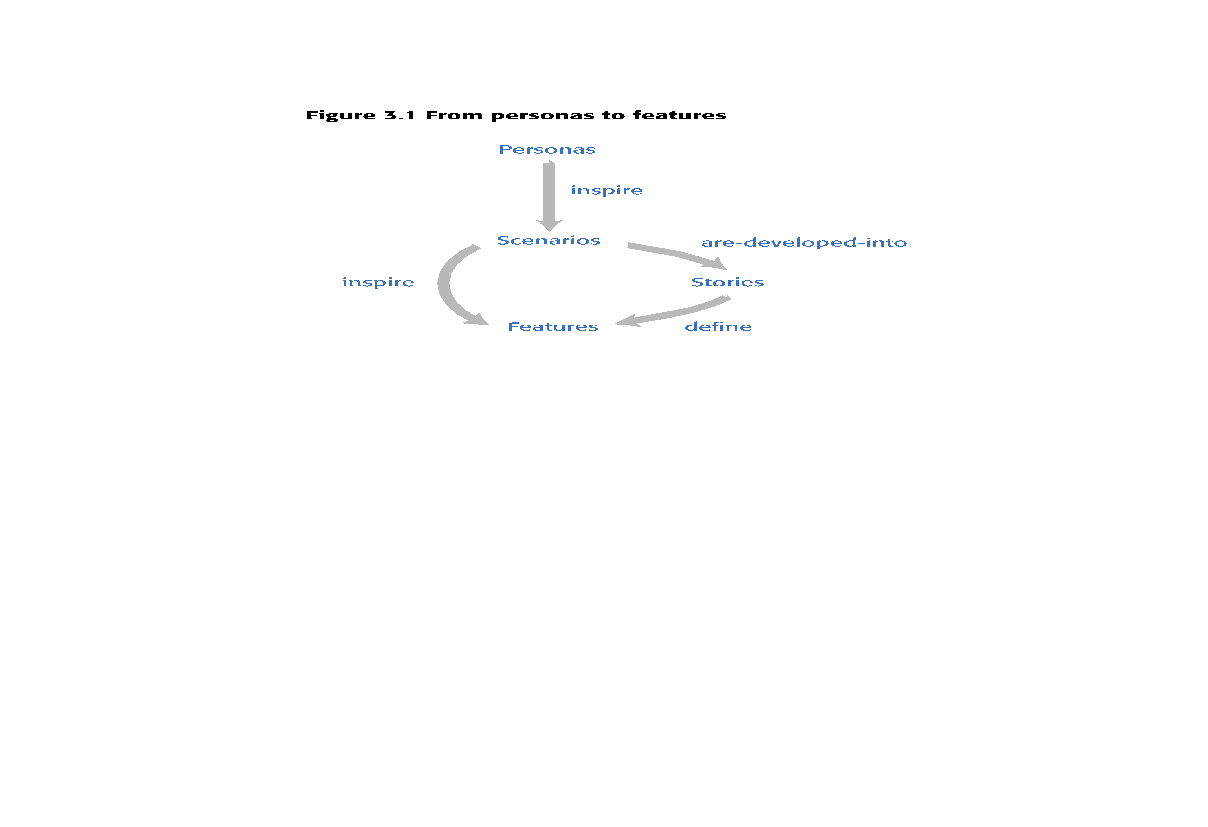 Figure 3.1 From personas to features
Personas
inspire
Scenarios
are-developed-into
inspire
Stories
Features
define